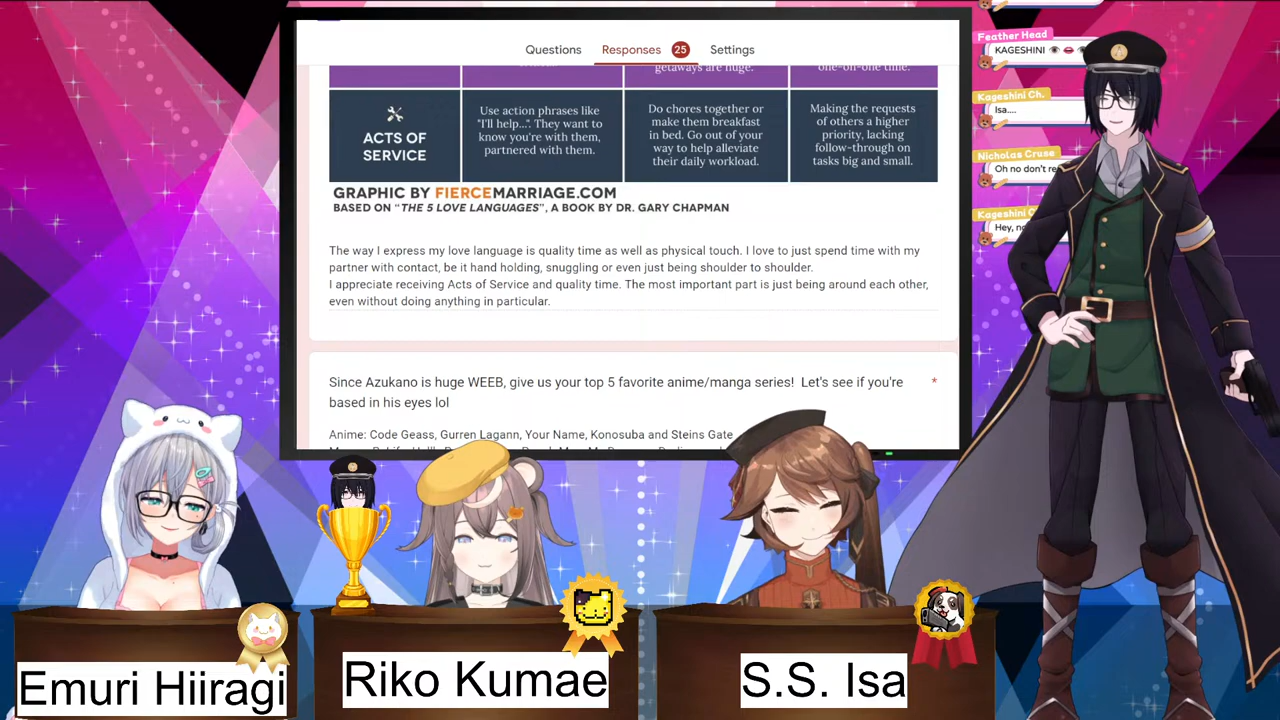 Questions
Responses 25
Settings
getaways are huge.
one-on-one time.
ACTS OF
SERVICE
Use action phrases like
"I'll help...". They want to
know you're with them,
partnered with them.
Do chores together or
make them breakfast
in bed. Go out of your
way to help alleviate
their daily workload.
Making the requests
of others a higher
priority, lacking
follow-through on
tasks big and small.
GRAPHIC BY FIERCEMARRIAGE.COM
BASED ON "THE 5 LOVE LANGUAGES", A BOOK BY DR. GARY CHAPMAN
The way I express my love language is quality time as well as physical touch. I love to just spend time with my
partner with contact, be it hand holding, snuggling or even just being shoulder to shoulder.
I appreciate receiving Acts of Service and quality time. The most important part is just being around each other,
even without doing anything in particular.
Since Azukano is huge WEEB, give us your top 5 favorite anime/manga series! Let's see if you're *
based in his eyes lol
Anime: Code Geass, Gurren Lagann, Your Name, Konosuba and Steins Gate
Feather Head
KAGESHINI 👁️ 👄 👁️
Kageshini Ch.
Isa....
Nicholas Cruse
Oh no don't re
Kageshini C
Hey, no
Emuri Hiiragi
Riko Kumae
S.S. Isa